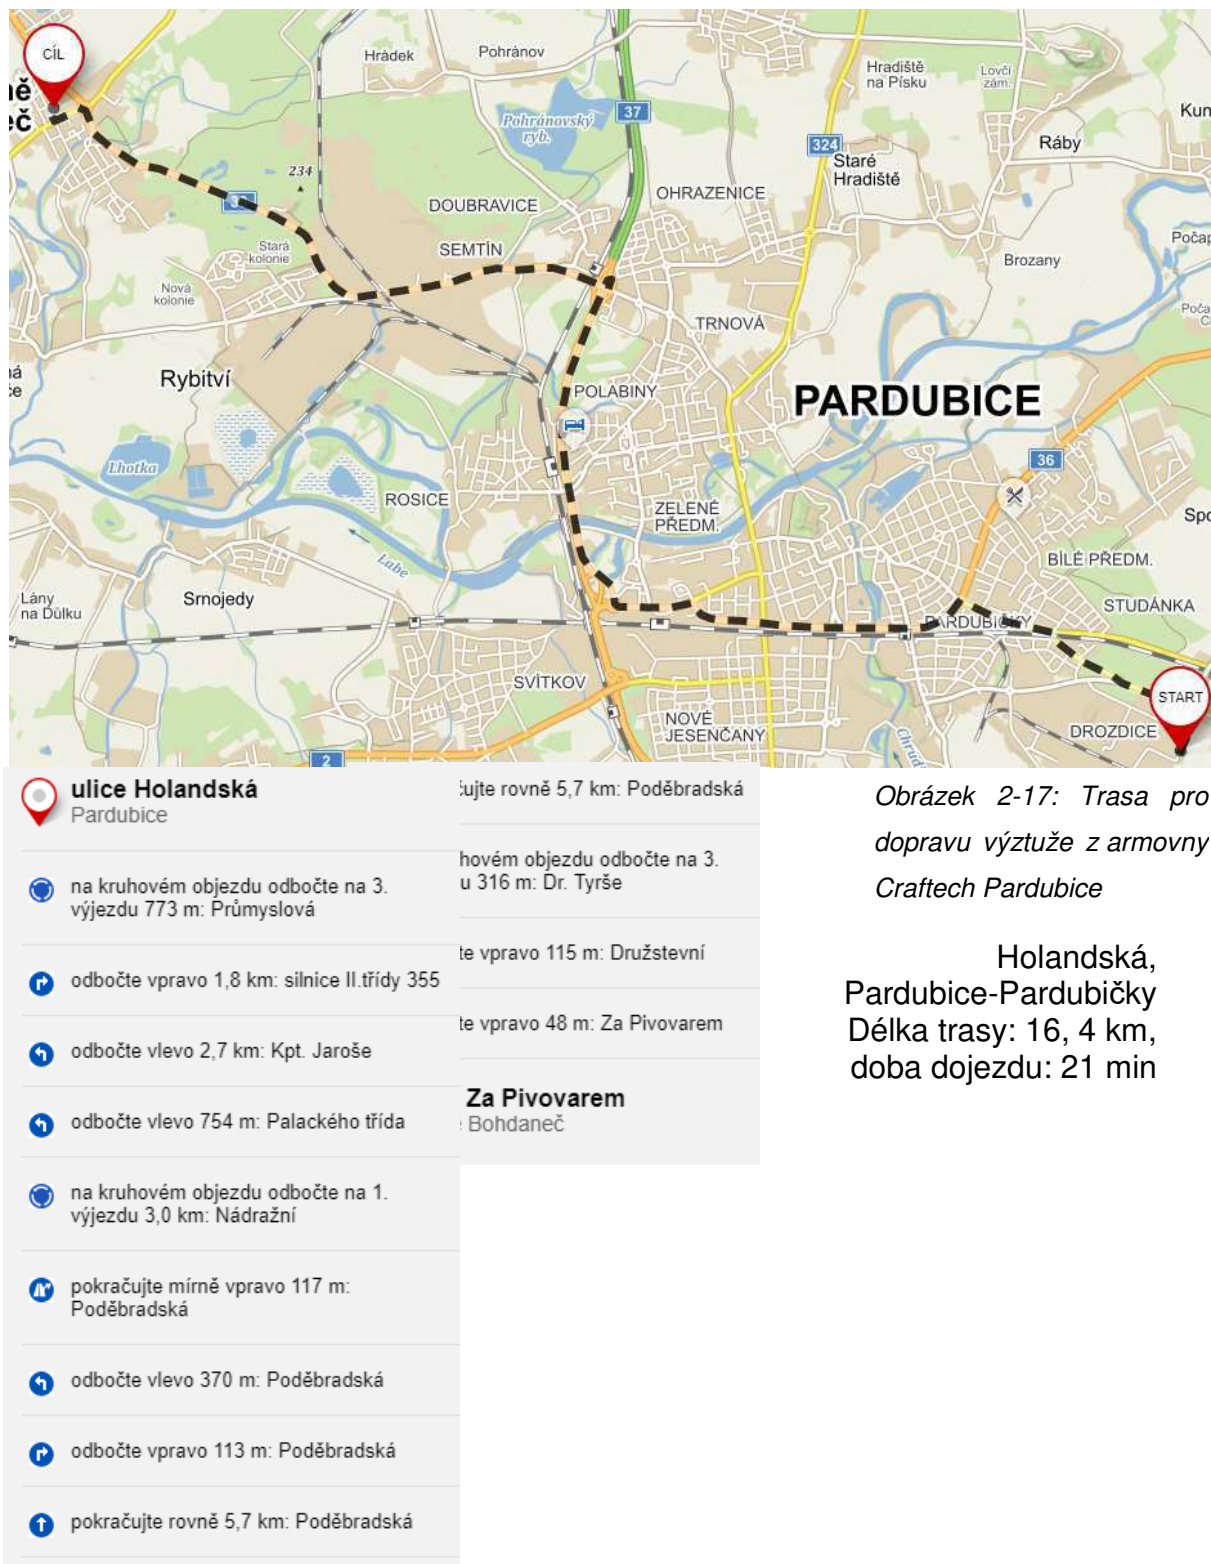 CÍL
Hrádek
Pohránov
Hradiště
na Písku
Lovčí
zám.
ně
eč
Pohránovský
ryb.
37
Kun
324
Ráby
Staré
Hradiště
234
OHRAZENICE
DOUBRAVICE
SEMTÍN
Stará
kolonie
Počap
Brozany
Nová
kolonie
TRNOVÁ
Rybitví
POLABINY
PARDUBICE
36
Lhotka
ROSICE
ZELENÉ
PŘEDM.
Spo
Labe
BÍLÉ PŘEDM.
Lány
na Důlku
Srnojedy
STUDÁNKA
PARDUBIČKY
SVÍTKOV
START
NOVÉ
JESENČANY
DROZDICE
Chrudi
2
ulice Holandská
Pardubice
na kruhovém objezdu odbočte na 3.
výjezdu 773 m: Průmyslová
odbočte vpravo 1,8 km: silnice II.třídy 355
odbočte vlevo 2,7 km: Kpt. Jaroše
odbočte vlevo 754 m: Palackého třída
na kruhovém objezdu odbočte na 1.
výjezdu 3,0 km: Nádražní
pokračujte mírně vpravo 117 m:
Poděbradská
odbočte vlevo 370 m: Poděbradská
odbočte vpravo 113 m: Poděbradská
pokračujte rovně 5,7 km: Poděbradská
čujte rovně 5,7 km: Poděbradská
hovém objezdu odbočte na 3.
u 316 m: Dr. Tyrše
te vpravo 115 m: Družstevní
te vpravo 48 m: Za Pivovarem
Za Pivovarem
Bohdaneč
Obrázek 2-17: Trasa pro
dopravu výztuže z armovny
Craftech Pardubice
Holandská,
Pardubice-Pardubičky
Délka trasy: 16, 4 km,
doba dojezdu: 21 min